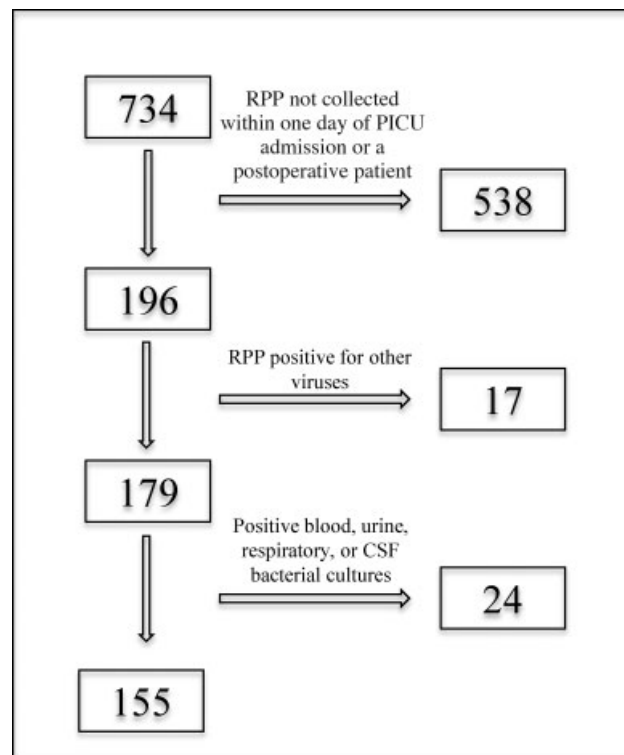 734
RPP not collected
within one day of PICU
admission or a
postoperative patient
538
196
RPP positive for other
viruses
17
179
Positive blood, urine,
respiratory, or CSF
bacterial cultures
24
155